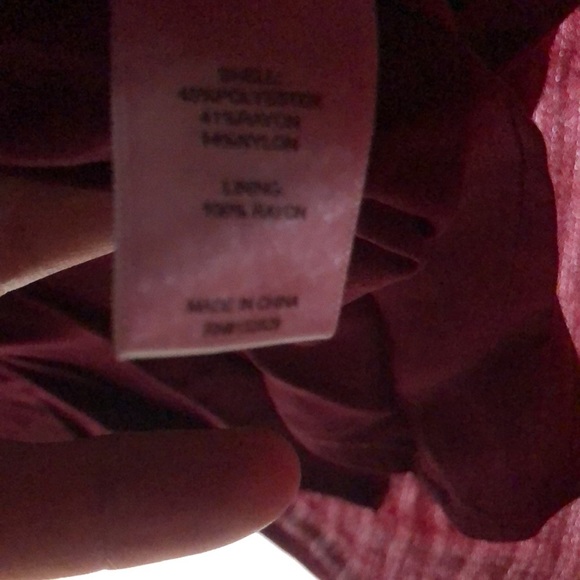 SHELL:
45%POLYESTER
41%RAYON
14%NYLON
LINING:
100% RAYON
MADE IN CHINA